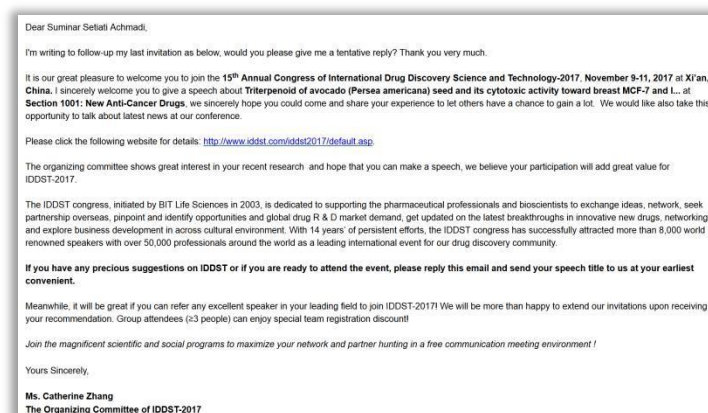 Dear Suminar Setiati Achmadi,
I'm writing to follow-up my last invitation as below, would you please give me a tentative reply? Thank you very much.
It is our great pleasure to welcome you to join the 15th Annual Congress of International Drug Discovery Science and Technology-2017, November 9-11, 2017 at Xi'an,
China. I sincerely welcome you to give a speech about Triterpenoid of avocado (Persea americana) seed and its cytotoxic activity toward breast MCF-7 and l... at
Section 1001: New Anti-Cancer Drugs, we sincerely hope you could come and share your experience to let others have a chance to gain a lot. We would like also take this
opportunity to talk about latest news at our conference.
Please click the following website for details: http://www.iddst.com/iddst2017/default.asp.
The organizing committee shows great interest in your recent research and hope that you can make a speech, we believe your participation will add great value for
IDDST-2017.
The IDDST congress, initiated by BIT Life Sciences in 2003, is dedicated to supporting the pharmaceutical professionals and bioscientists to exchange ideas, network, seek
partnership overseas, pinpoint and identify opportunities and global drug R & D market demand, get updated on the latest breakthroughs in innovative new drugs, networking
and explore business development in across cultural environment. With 14 years' of persistent efforts, the IDDST congress has successfully attracted more than 8,000 world
renowned speakers with over 50,000 professionals around the world as a leading international event for our drug discovery community.
If you have any precious suggestions on IDDST or if you are ready to attend the event, please reply this email and send your speech title to us at your earliest
convenient.
Meanwhile, it will be great if you can refer any excellent speaker in your leading field to join IDDST-2017! We will be more than happy to extend our invitations upon receiving
your recommendation. Group attendees (≥3 people) can enjoy special team registration discount!
Join the magnificent scientific and social programs to maximize your network and partner hunting in a free communication meeting environment !
Yours Sincerely,
Ms. Catherine Zhang
The Organizing Committee of IDDST-2017